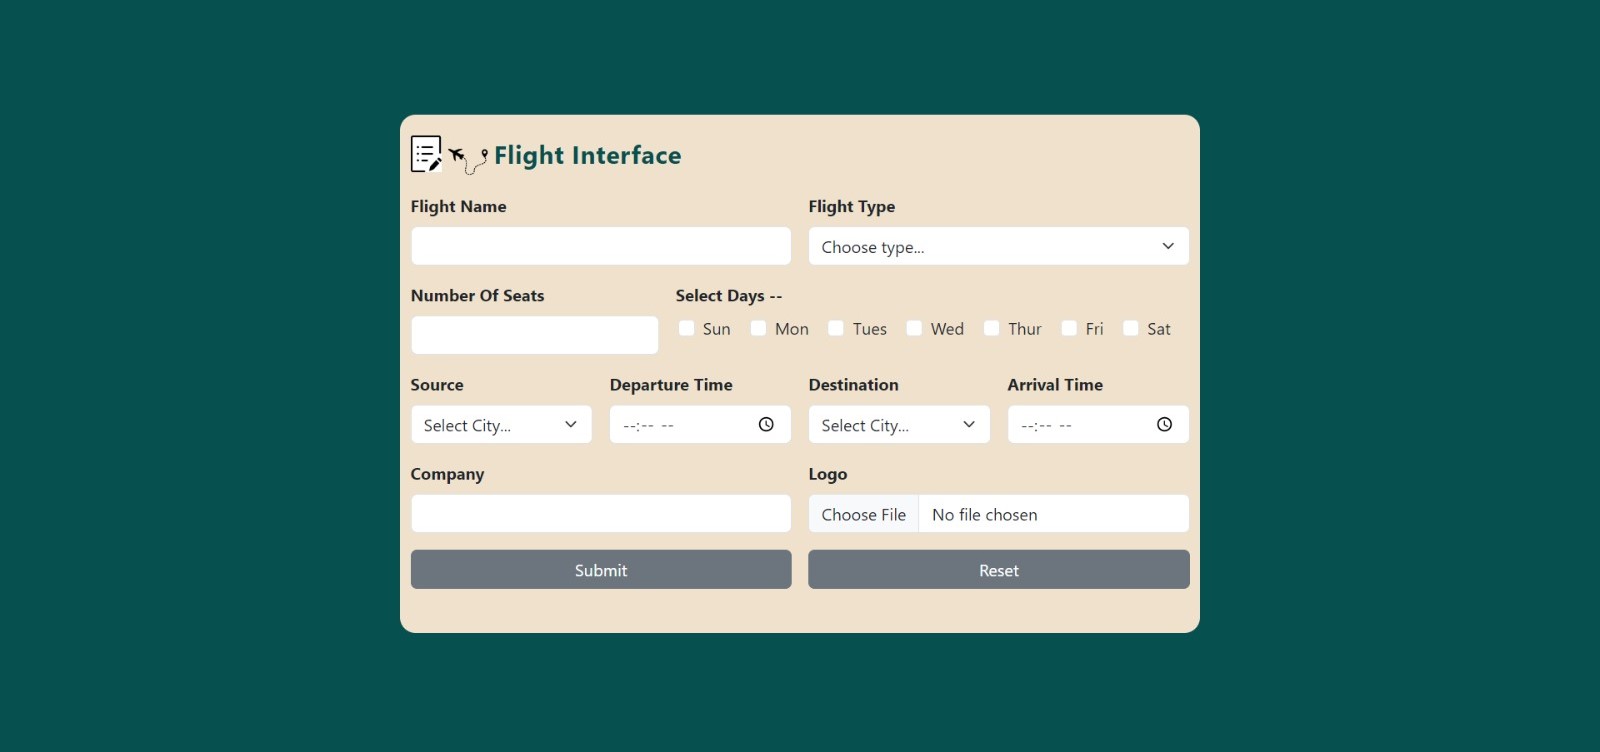 Flight Interface
Flight Name
Flight Type
Choose type...
Number Of Seats
Select Days --
Sun Mon Tues Wed Thur Fri Sat
Source
Departure Time
Destination
Arrival Time
Select City...
--:-- --
Select City...
--:-- --
Company
Logo
Choose File No file chosen
Submit
Reset